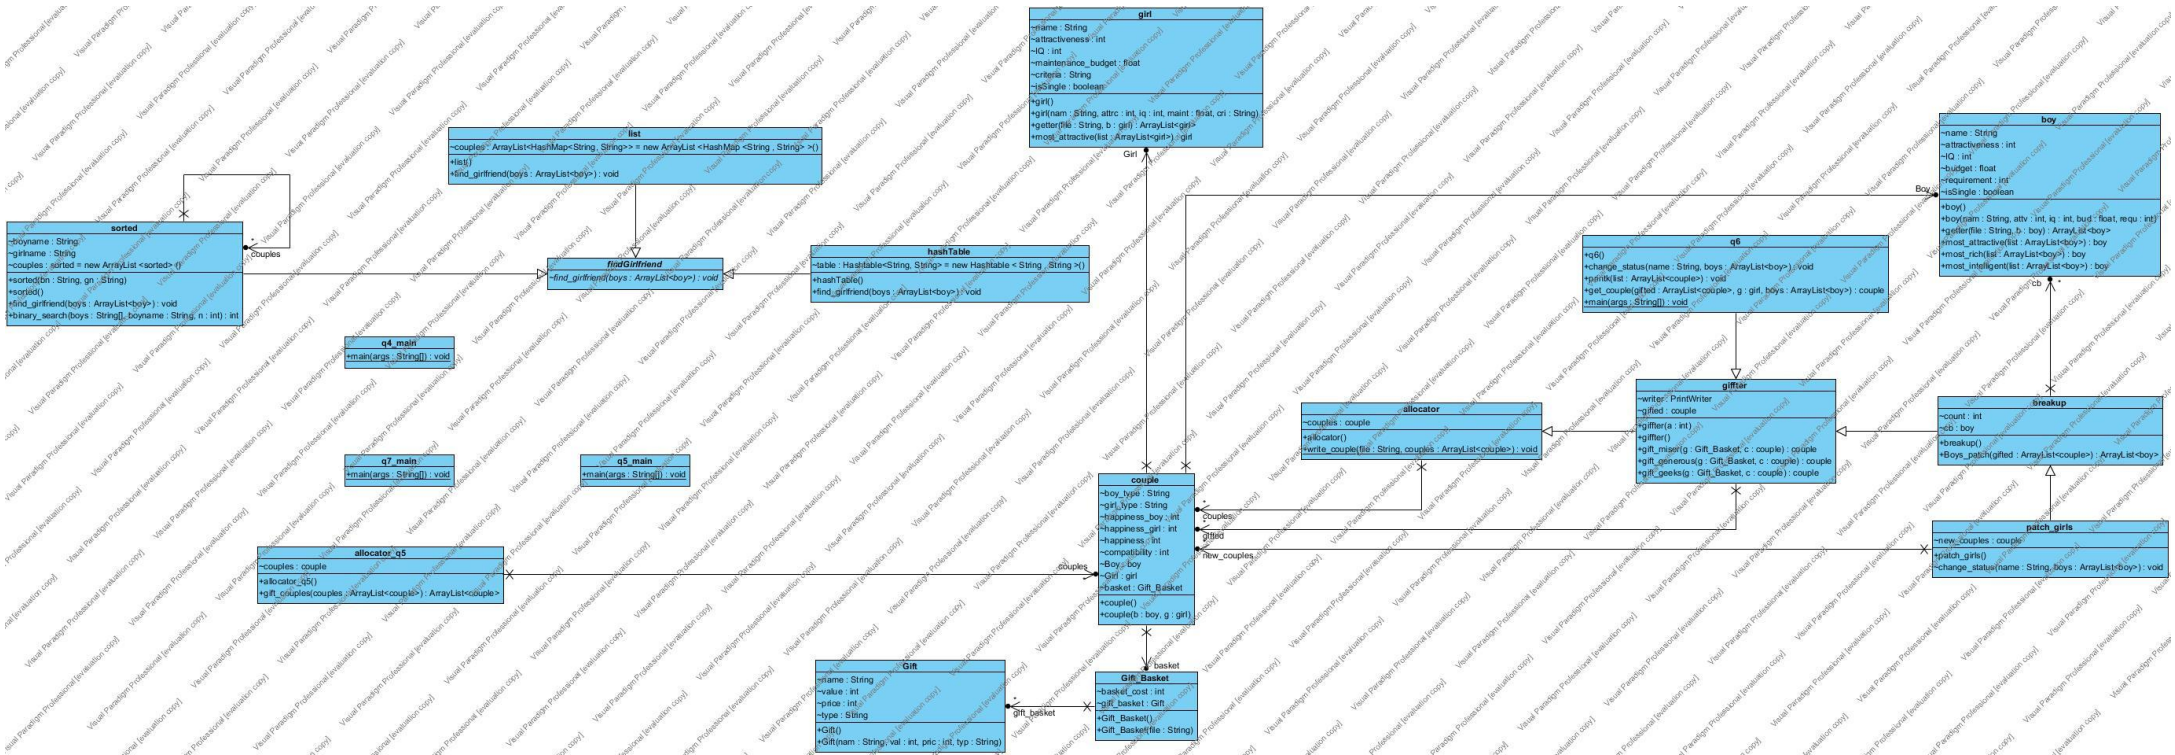 girl
~name : String
~attractiveness : int
~IQ : int
~maintenance_budget : float
~criteria : String
~isSingle : boolean
+girl()
+girl(nam : String, attrc : int, iq : int, maint : float, cri : String)
+getter(file : String, b : girl) : ArrayList<girl>
+most_attractive(list : ArrayList<girl>) : girl
Girl
boy
~name : String
~attractiveness : int
~IQ : int
~budget : float
~requirement : int
~isSingle : boolean
+boy()
+boy(nam : String, attv : int, iq : int, bud : float, requ : int)
+getter(file : String, b : boy) : ArrayList<boy>
+most_attractive(list : ArrayList<boy>) : boy
+most_rich(list : ArrayList<boy>) : boy
+most_intelligent(list : ArrayList<boy>) : boy
Boy
*
cb
list
~couples : ArrayList<HashMap<String, String>> = new ArrayList <HashMap <String , String> >()
+list()
+find_girlfriend(boys : ArrayList<boy>) : void
sorted
~boyname : String
~girlname : String
~couples : sorted = new ArrayList <sorted> ()
+sorted(bn : String, gn : String)
+sorted()
+find_girlfriend(boys : ArrayList<boy>) : void
+binary_search(boys : String[], boyname : String, n : int) : int
*
couples
findGirlfriend
~find_girlfriend(boys : ArrayList<boy>) : void
hashTable
~table : Hashtable<String, String> = new Hashtable < String , String >()
+hashTable()
+find_girlfriend(boys : ArrayList<boy>) : void
q6
+q6()
+change_status(name : String, boys : ArrayList<boy>) : void
+printk(list : ArrayList<couple>) : void
+get_couple(gifted : ArrayList<couple>, g : girl, boys : ArrayList<boy>) : couple
+main(args : String[]) : void
q4_main
+main(args : String[]) : void
q7_main
+main(args : String[]) : void
q5_main
+main(args : String[]) : void
allocator
~couples : couple
+allocator()
+write_couple(file : String, couples : ArrayList<couple>) : void
giffter
~writer : PrintWriter
~gifted : couple
+giffter(a : int)
+giffter()
+gift_miser(g : Gift_Basket, c : couple) : couple
+gift_generous(g : Gift_Basket, c : couple) : couple
+gift_geeks(g : Gift_Basket, c : couple) : couple
breakup
~count : int
~cb : boy
+breakup()
+Boys_patch(gifted : ArrayList<couple>) : ArrayList<boy>
patch_girls
~new_couples : couple
+patch_girls()
~change_status(name : String, boys : ArrayList<boy>) : void
couple
~boy_type : String
~girl_type : String
~happiness_boy : int
~happiness_girl : int
~happiness : int
~compatibility : int
~Boy : boy
~Girl : girl
~basket : Gift_Basket
+couple()
+couple(b : boy, g : girl)
*
couples
*
gifted
*
new_couples
couples
allocator_q5
~couples : couple
+allocator_q5()
+gift_couples(couples : ArrayList<couple>) : ArrayList<couple>
basket
Gift
~name : String
~value : int
~price : int
~type : String
+Gift()
+Gift(nam : String, val : int, pric : int, typ : String)
*
gift_basket
Gift_Basket
~basket_cost : int
~gift_basket : Gift
+Gift_Basket()
+Gift_Basket(file : String)
Visual Paradigm Professional [evaluation copy]